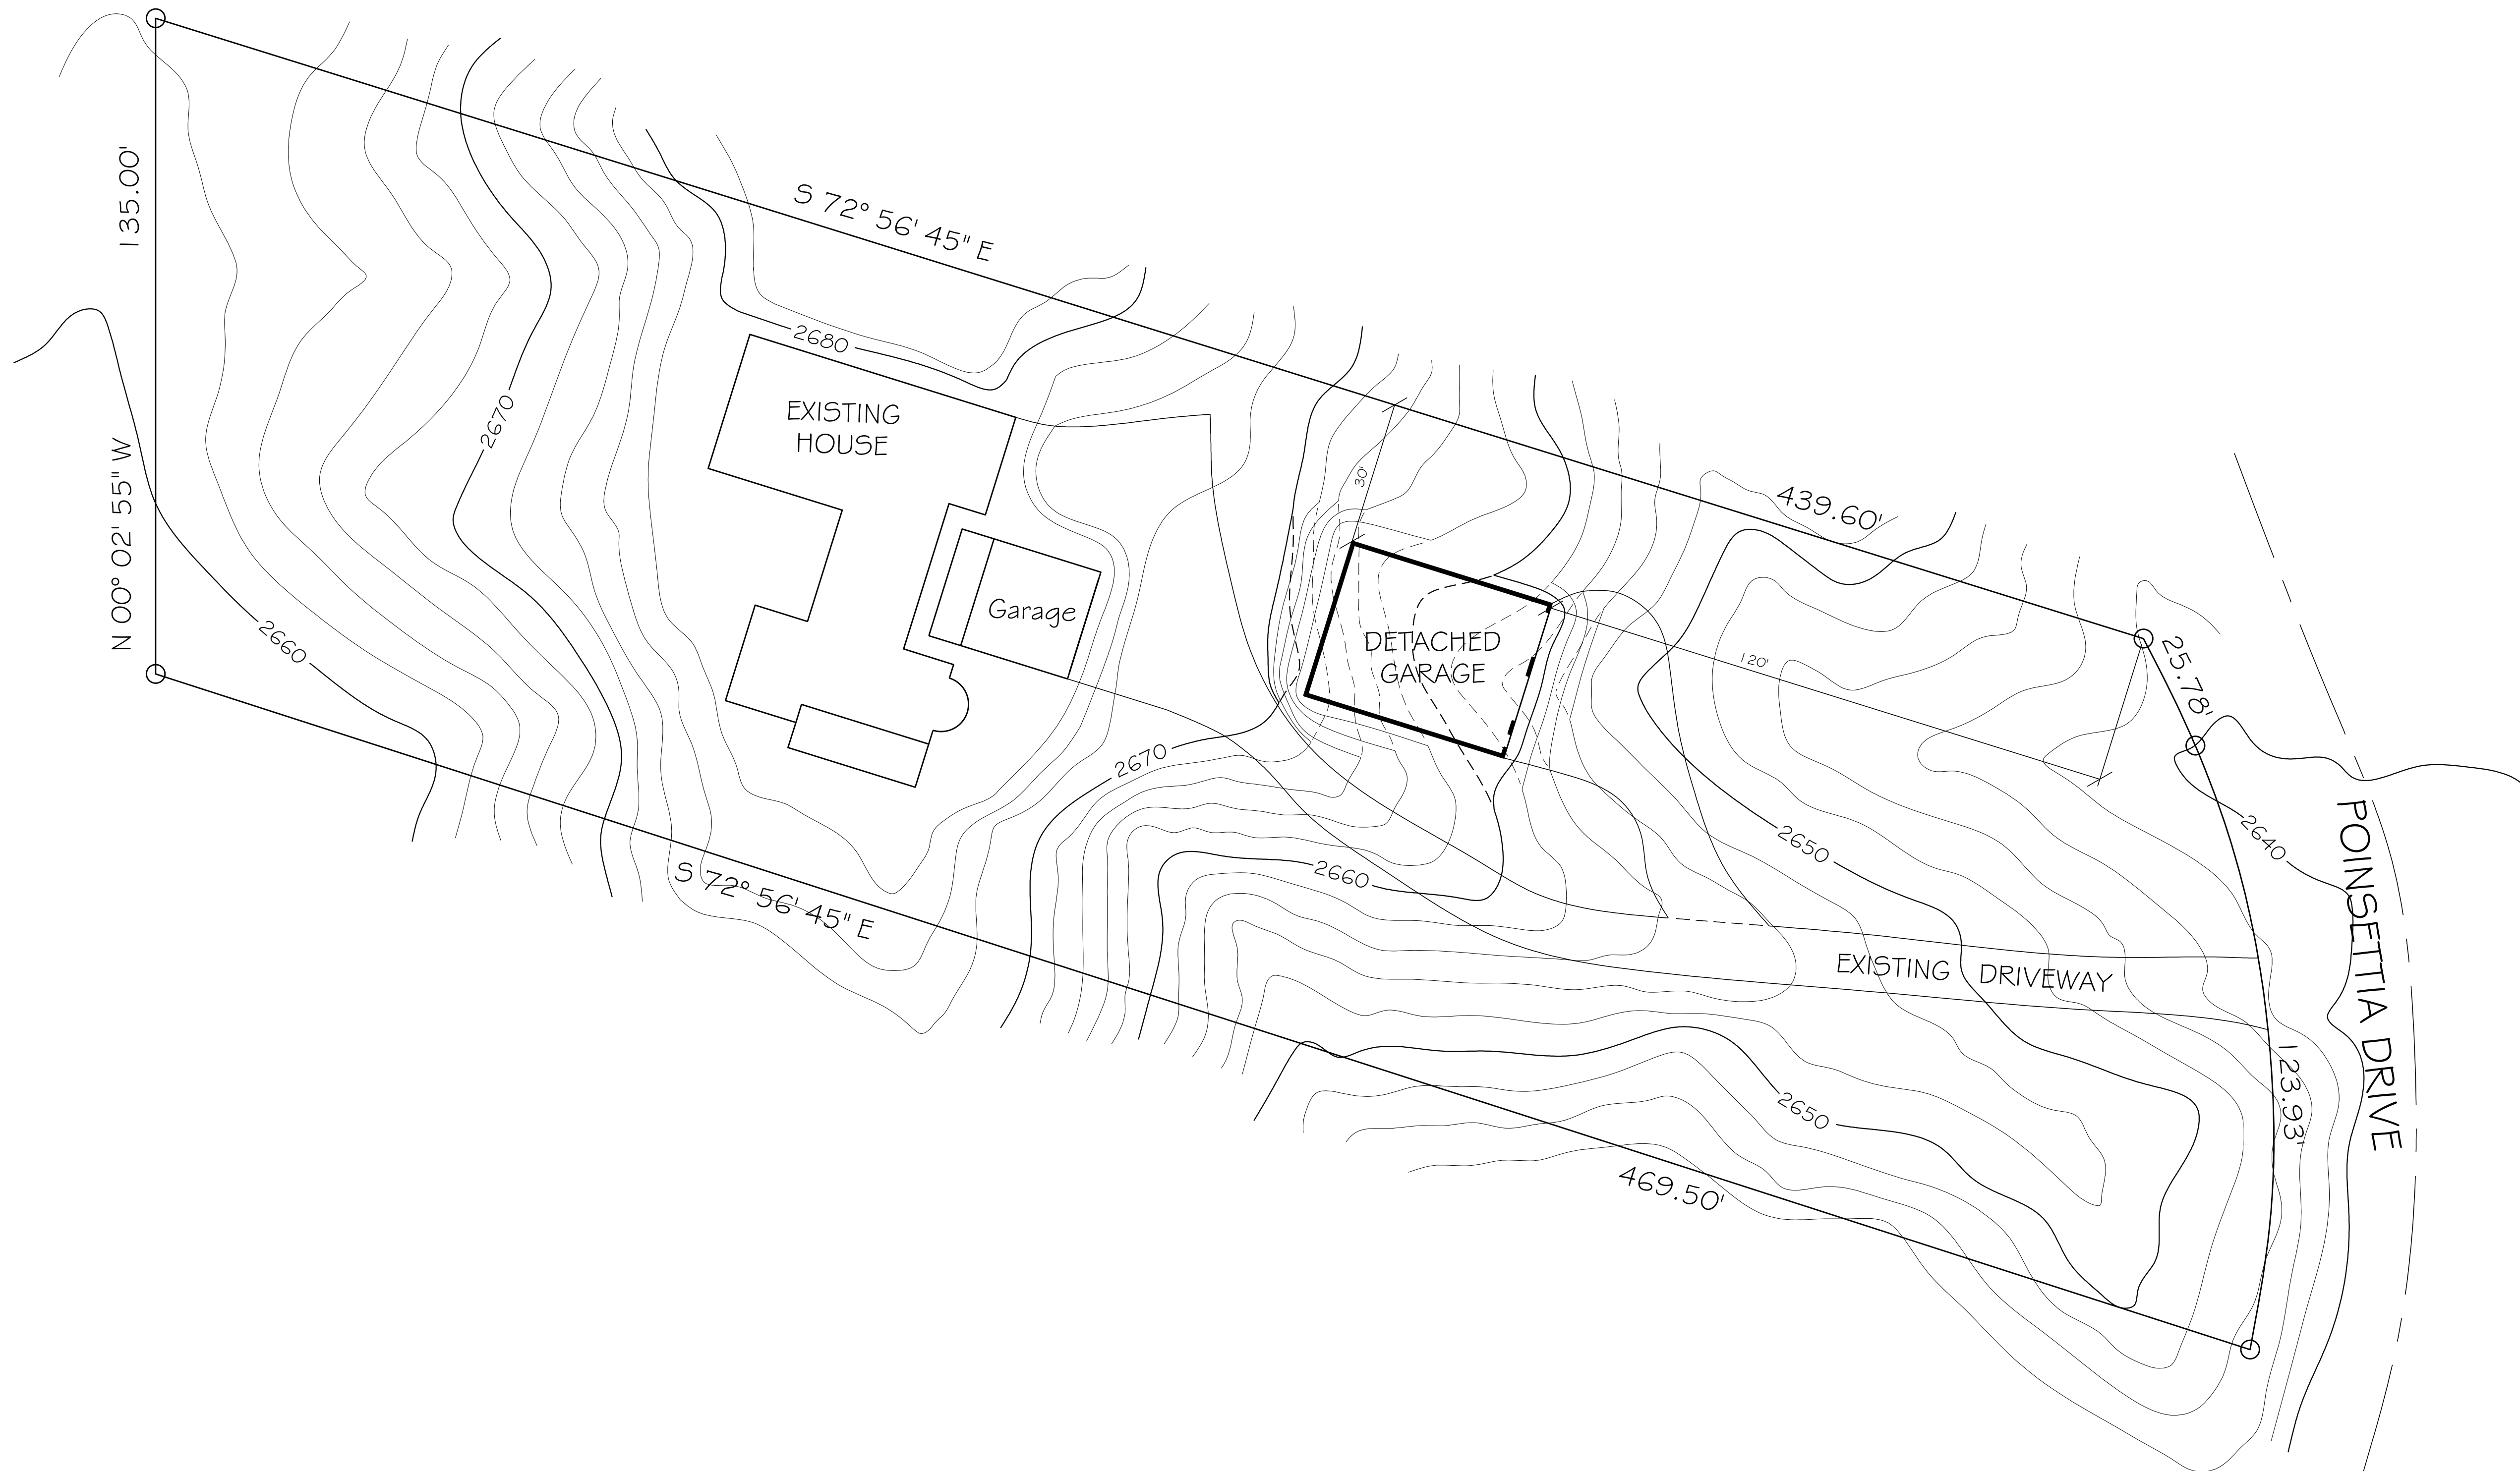 135.00'
N 00° 02' 55" W
S 72° 56' 45" E
439.60'
25.78'
2680
2670
2660
EXISTING
HOUSE
Garage
30'
DETACHED
GARAGE
120'
2670
2660
2650
2640
POINSETTIA DRIVE
S 72° 56' 45" E
EXISTING DRIVEWAY
123.93'
2650
469.50'